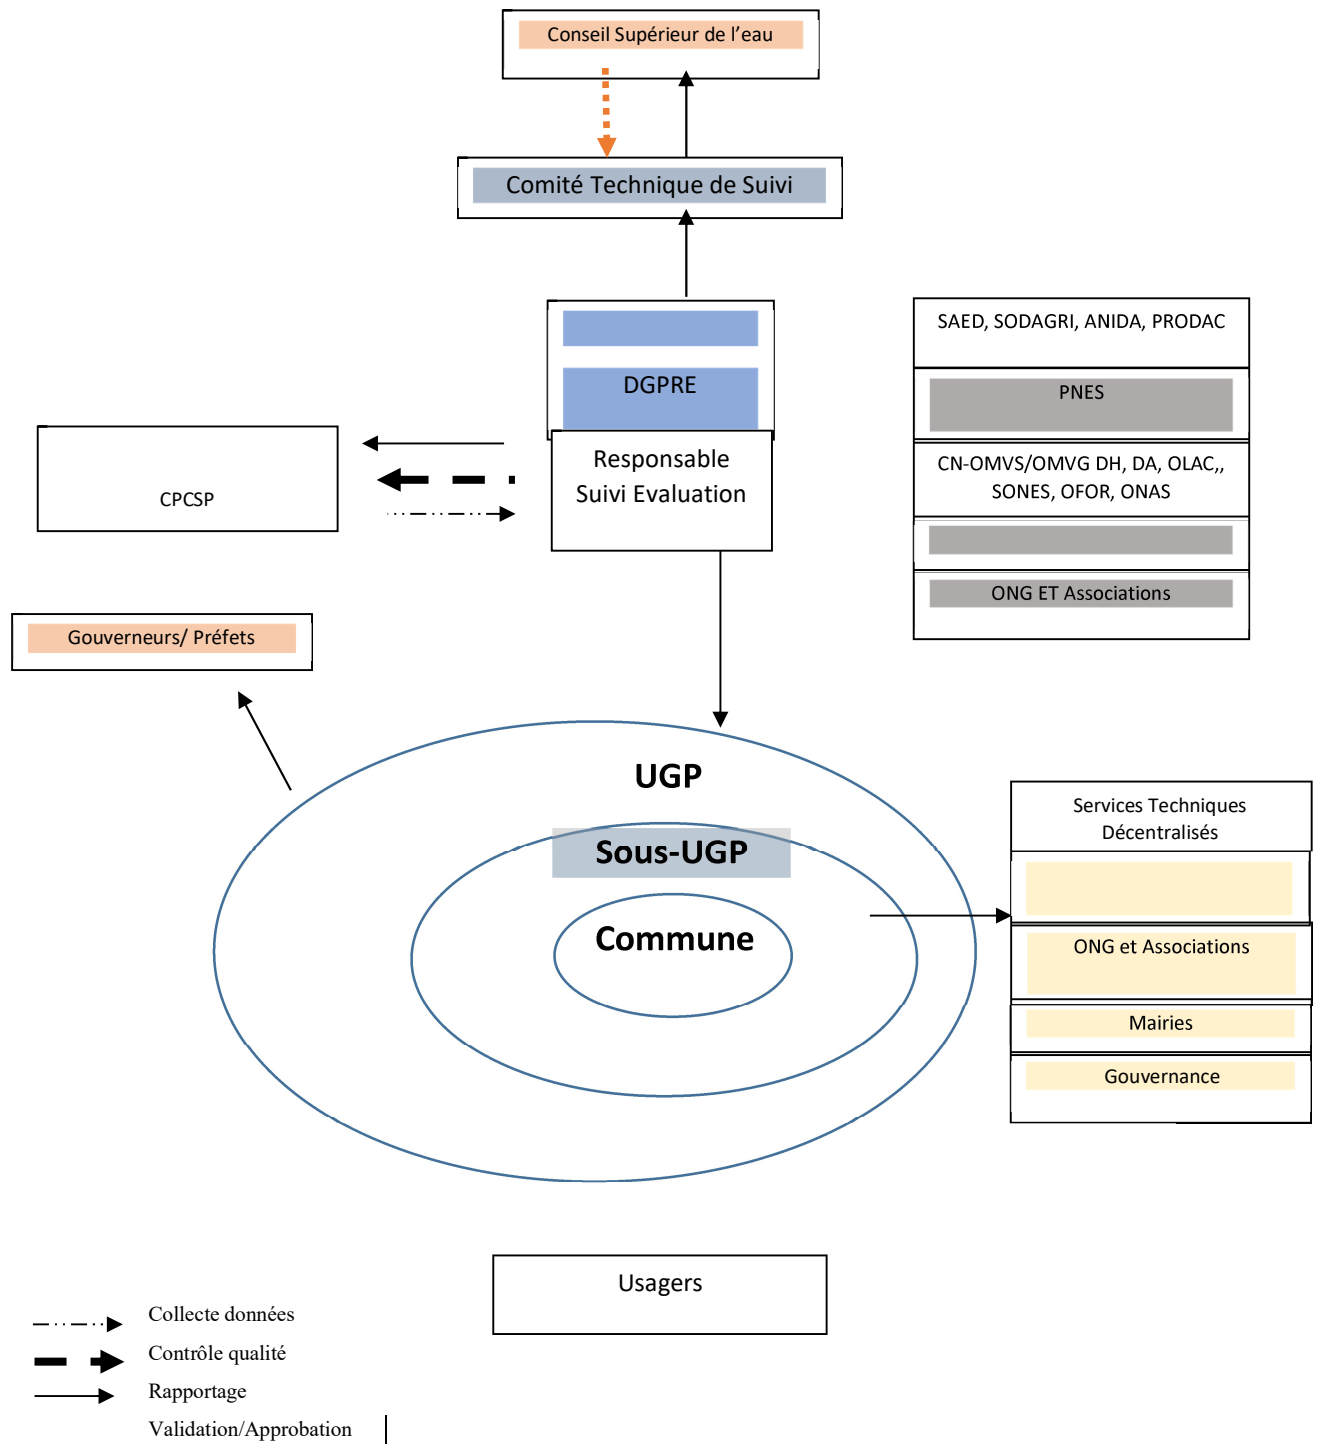 Conseil Supérieur de l’eau
Comité Technique de Suivi
DGPRE
Responsable
Suivi Evaluation
SAED, SODAGRI, ANIDA, PRODAC
PNES
CN-OMVS/OMVG DH, DA, OLAC,,
SONES, OFOR, ONAS
ONG ET Associations
CPCSP
Gouverneurs/ Préfets
UGP
Sous-UGP
Commune
Services Techniques
Décentralisés
ONG et Associations
Mairies
Gouvernance
Usagers
Collecte données
Contrôle qualité
Rapportage
Validation/Approbation